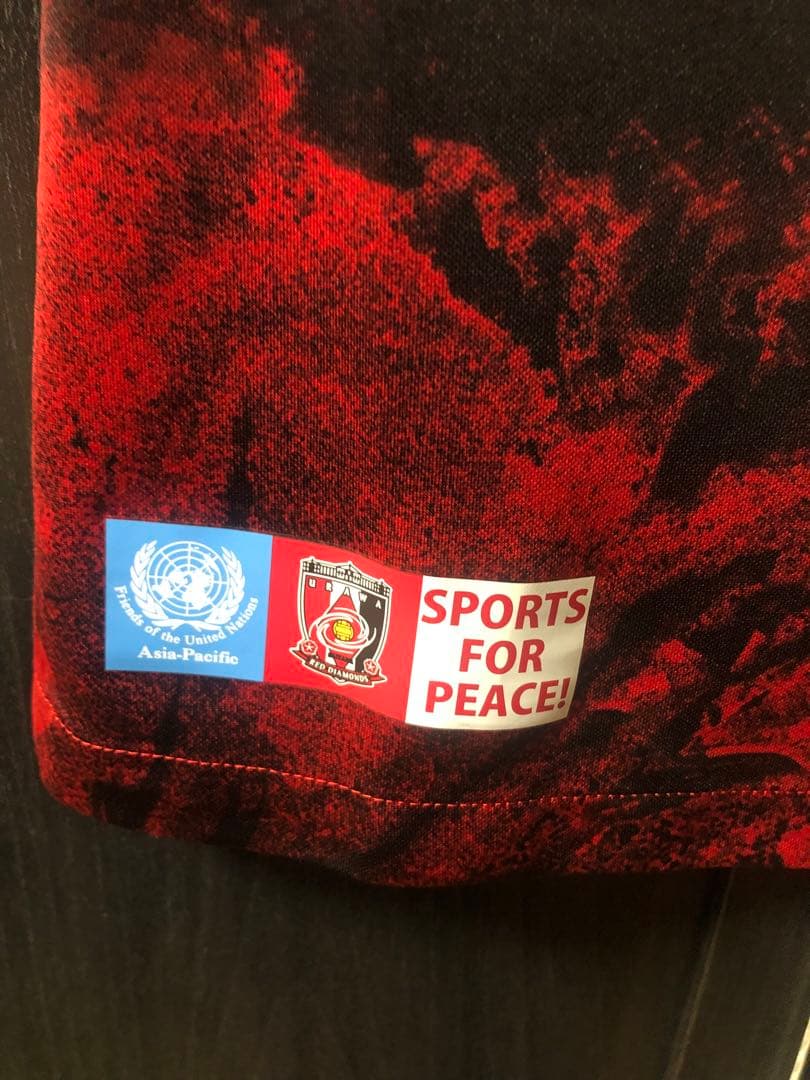 Friends of the United Nations
Asia-Pacific
URAWA
RED DIAMONDS
SPORTS
FOR
PEACE!